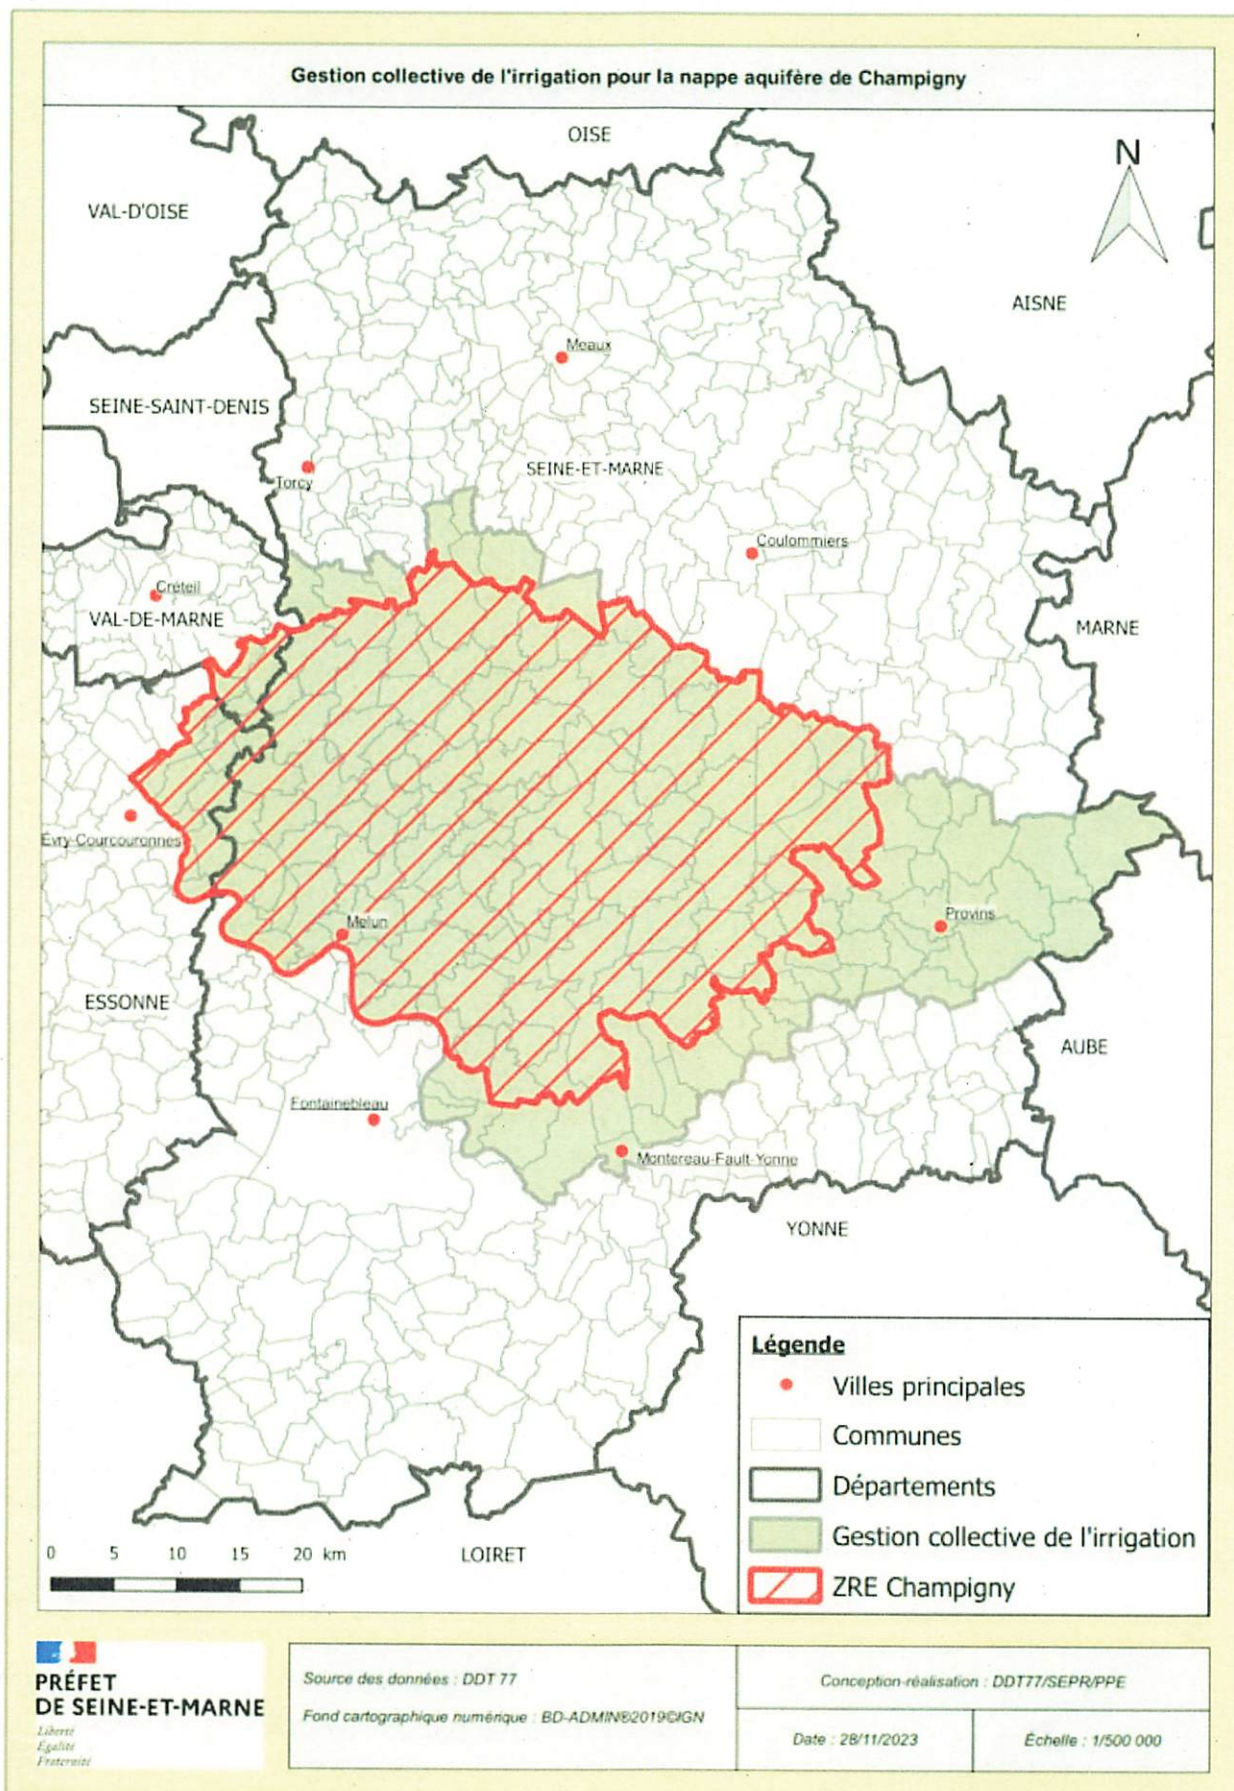 Gestion collective de l'irrigation pour la nappe aquifère de Champigny
OISE
N
VAL-D'OISE
AISNE
Meaux
SEINE-SAINT-DENIS
SEINE-ET-MARNE
Torcy
Coulommiers
Créteil
VAL-DE-MARNE
MARNE
Évry-Courcouronnes
Provins
Melun
ESSONNE
AUBE
Fontainebleau
Montereau-Fault-Yonne
YONNE
Légende
Villes principales
Communes
Départements
Gestion collective de l'irrigation
ZRE Champigny
0 5 10 15 20 km
LOIRET
PRÉFET
DE SEINE-ET-MARNE
Liberté
Égalité
Fraternité
Source des données : DDT 77
Fond cartographique numérique : BD-ADMIN©2019©IGN
Conception-réalisation : DDT77/SEPR/PPE
Date : 28/11/2023
Échelle : 1/500 000